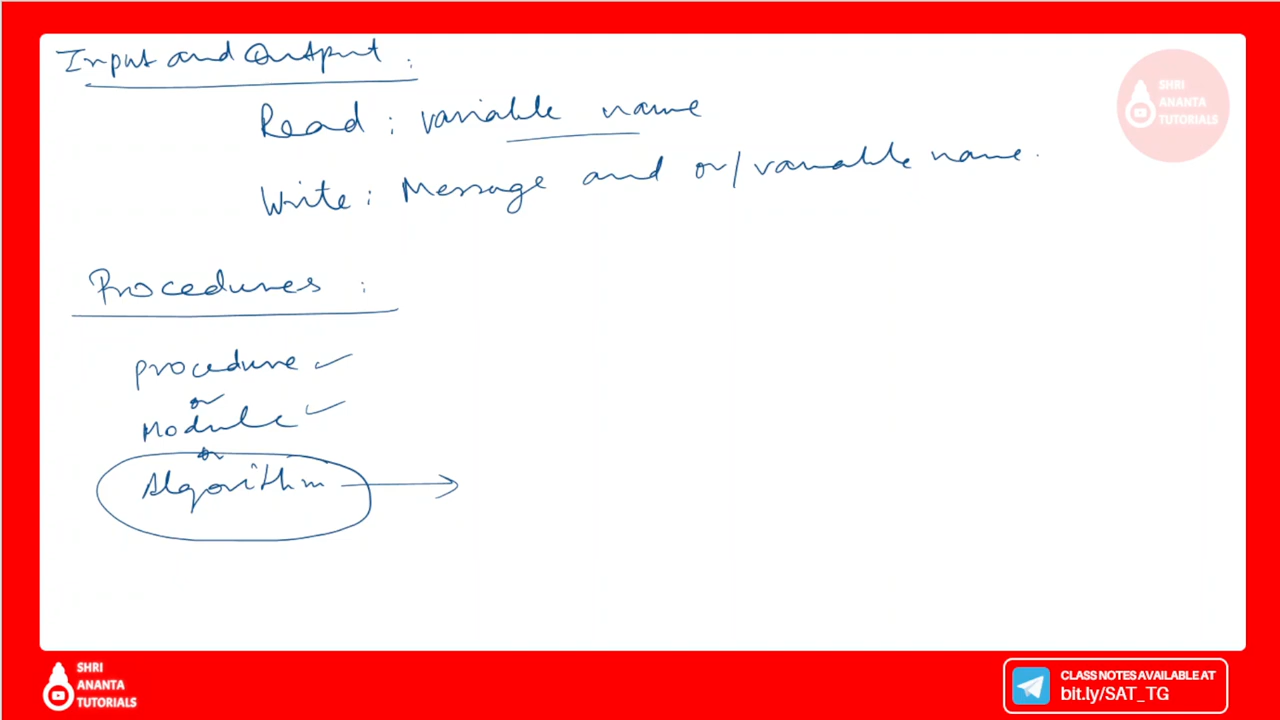 Input and Output :
Read : variable name
Write : Message and or/variable name.
Procedures :
procedure
or
Module
or
Algorithm
SHRI
ANANTA
TUTORIALS
SHRI
ANANTA
TUTORIALS
CLASS NOTES AVAILABLE AT
bit.ly/SAT_TG